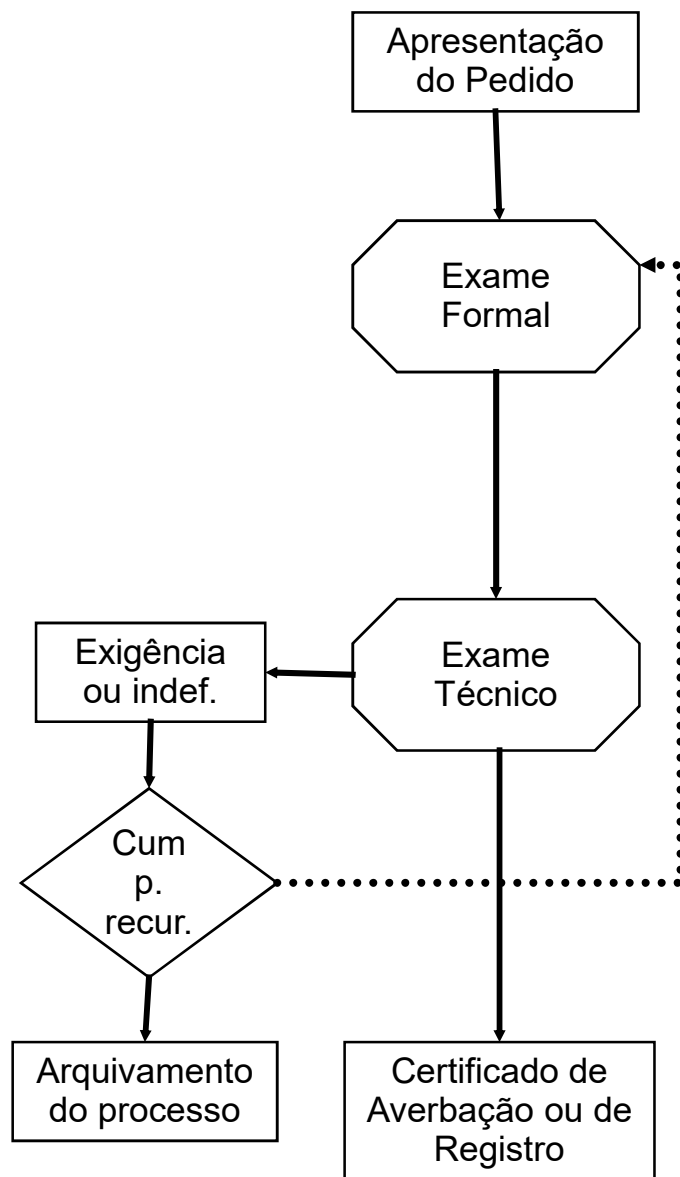 Apresentação
do Pedido
Exame
Formal
Exigência
ou indef.
Exame
Técnico
Cum
p.
recur.
Arquivamento
do processo
Certificado de
Averbação ou de
Registro